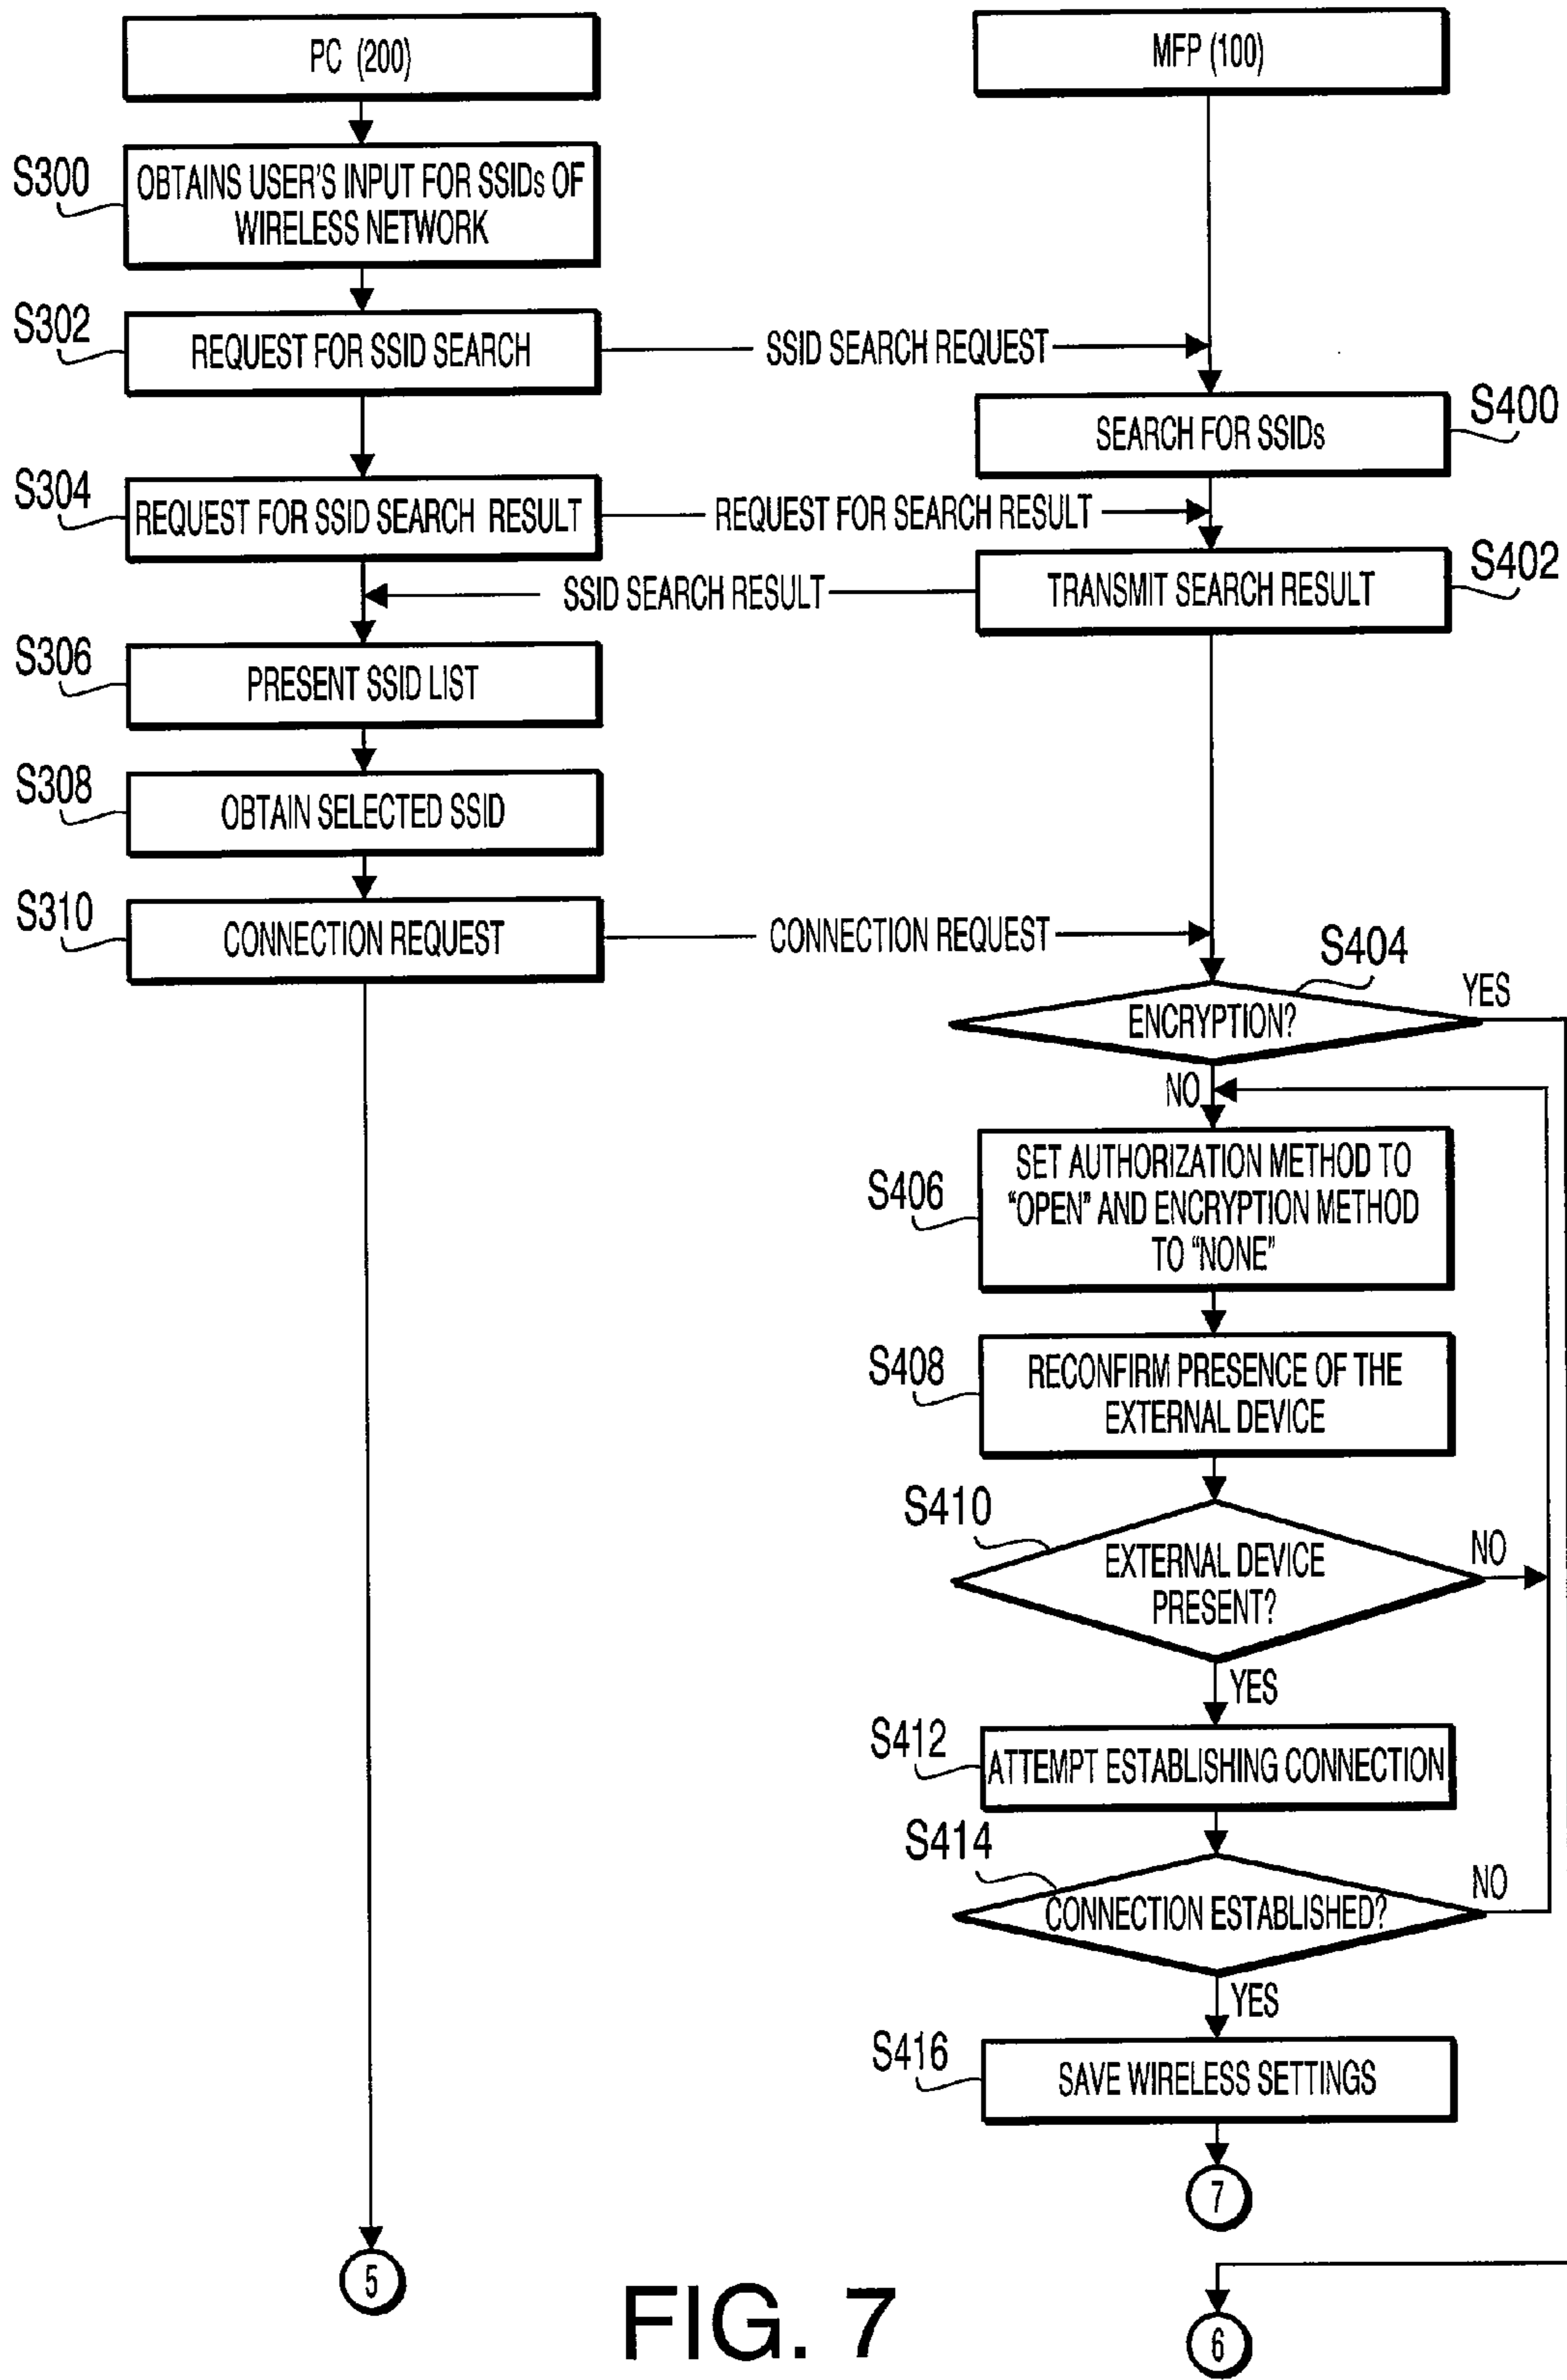 PC (200)
MFP (100)
S300
OBTAINS USER'S INPUT FOR SSIDs OF
WIRELESS NETWORK
S302
REQUEST FOR SSID SEARCH
SSID SEARCH REQUEST
S400
SEARCH FOR SSIDs
S304
REQUEST FOR SSID SEARCH RESULT
REQUEST FOR SEARCH RESULT
S402
TRANSMIT SEARCH RESULT
SSID SEARCH RESULT
S306
PRESENT SSID LIST
S308
OBTAIN SELECTED SSID
S310
CONNECTION REQUEST
CONNECTION REQUEST
S404
ENCRYPTION?
YES
NO
S406
SET AUTHORIZATION METHOD TO
"OPEN" AND ENCRYPTION METHOD
TO "NONE"
S408
RECONFIRM PRESENCE OF THE
EXTERNAL DEVICE
S410
EXTERNAL DEVICE
PRESENT?
NO
YES
S412
ATTEMPT ESTABLISHING CONNECTION
S414
CONNECTION ESTABLISHED?
NO
YES
S416
SAVE WIRELESS SETTINGS
7
5
6
FIG. 7